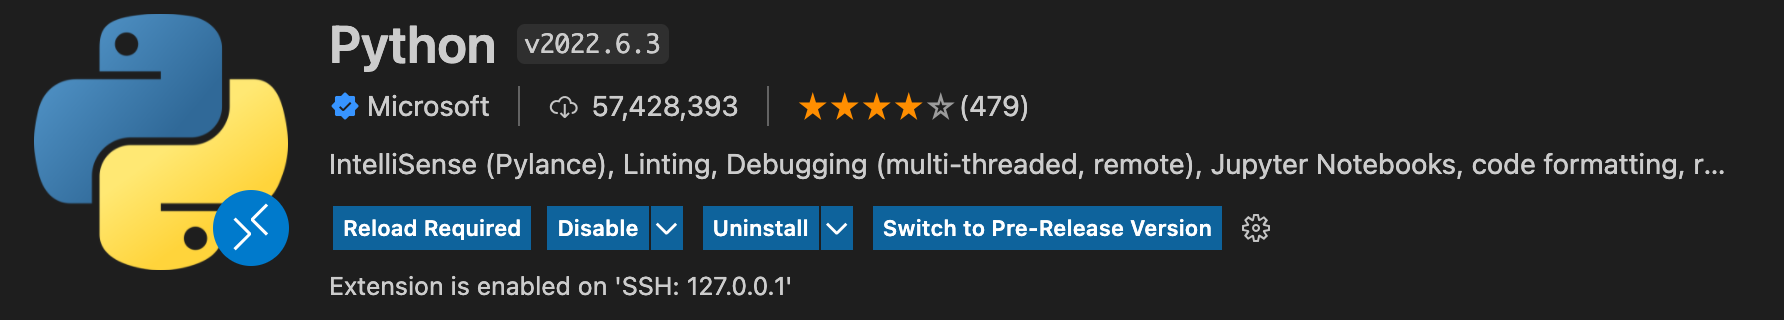 Python v2022.6.3
Microsoft 57,428,393 (479)
IntelliSense (Pylance), Linting, Debugging (multi-threaded, remote), Jupyter Notebooks, code formatting, r...
Reload Required Disable Uninstall Switch to Pre-Release Version
Extension is enabled on 'SSH: 127.0.0.1'